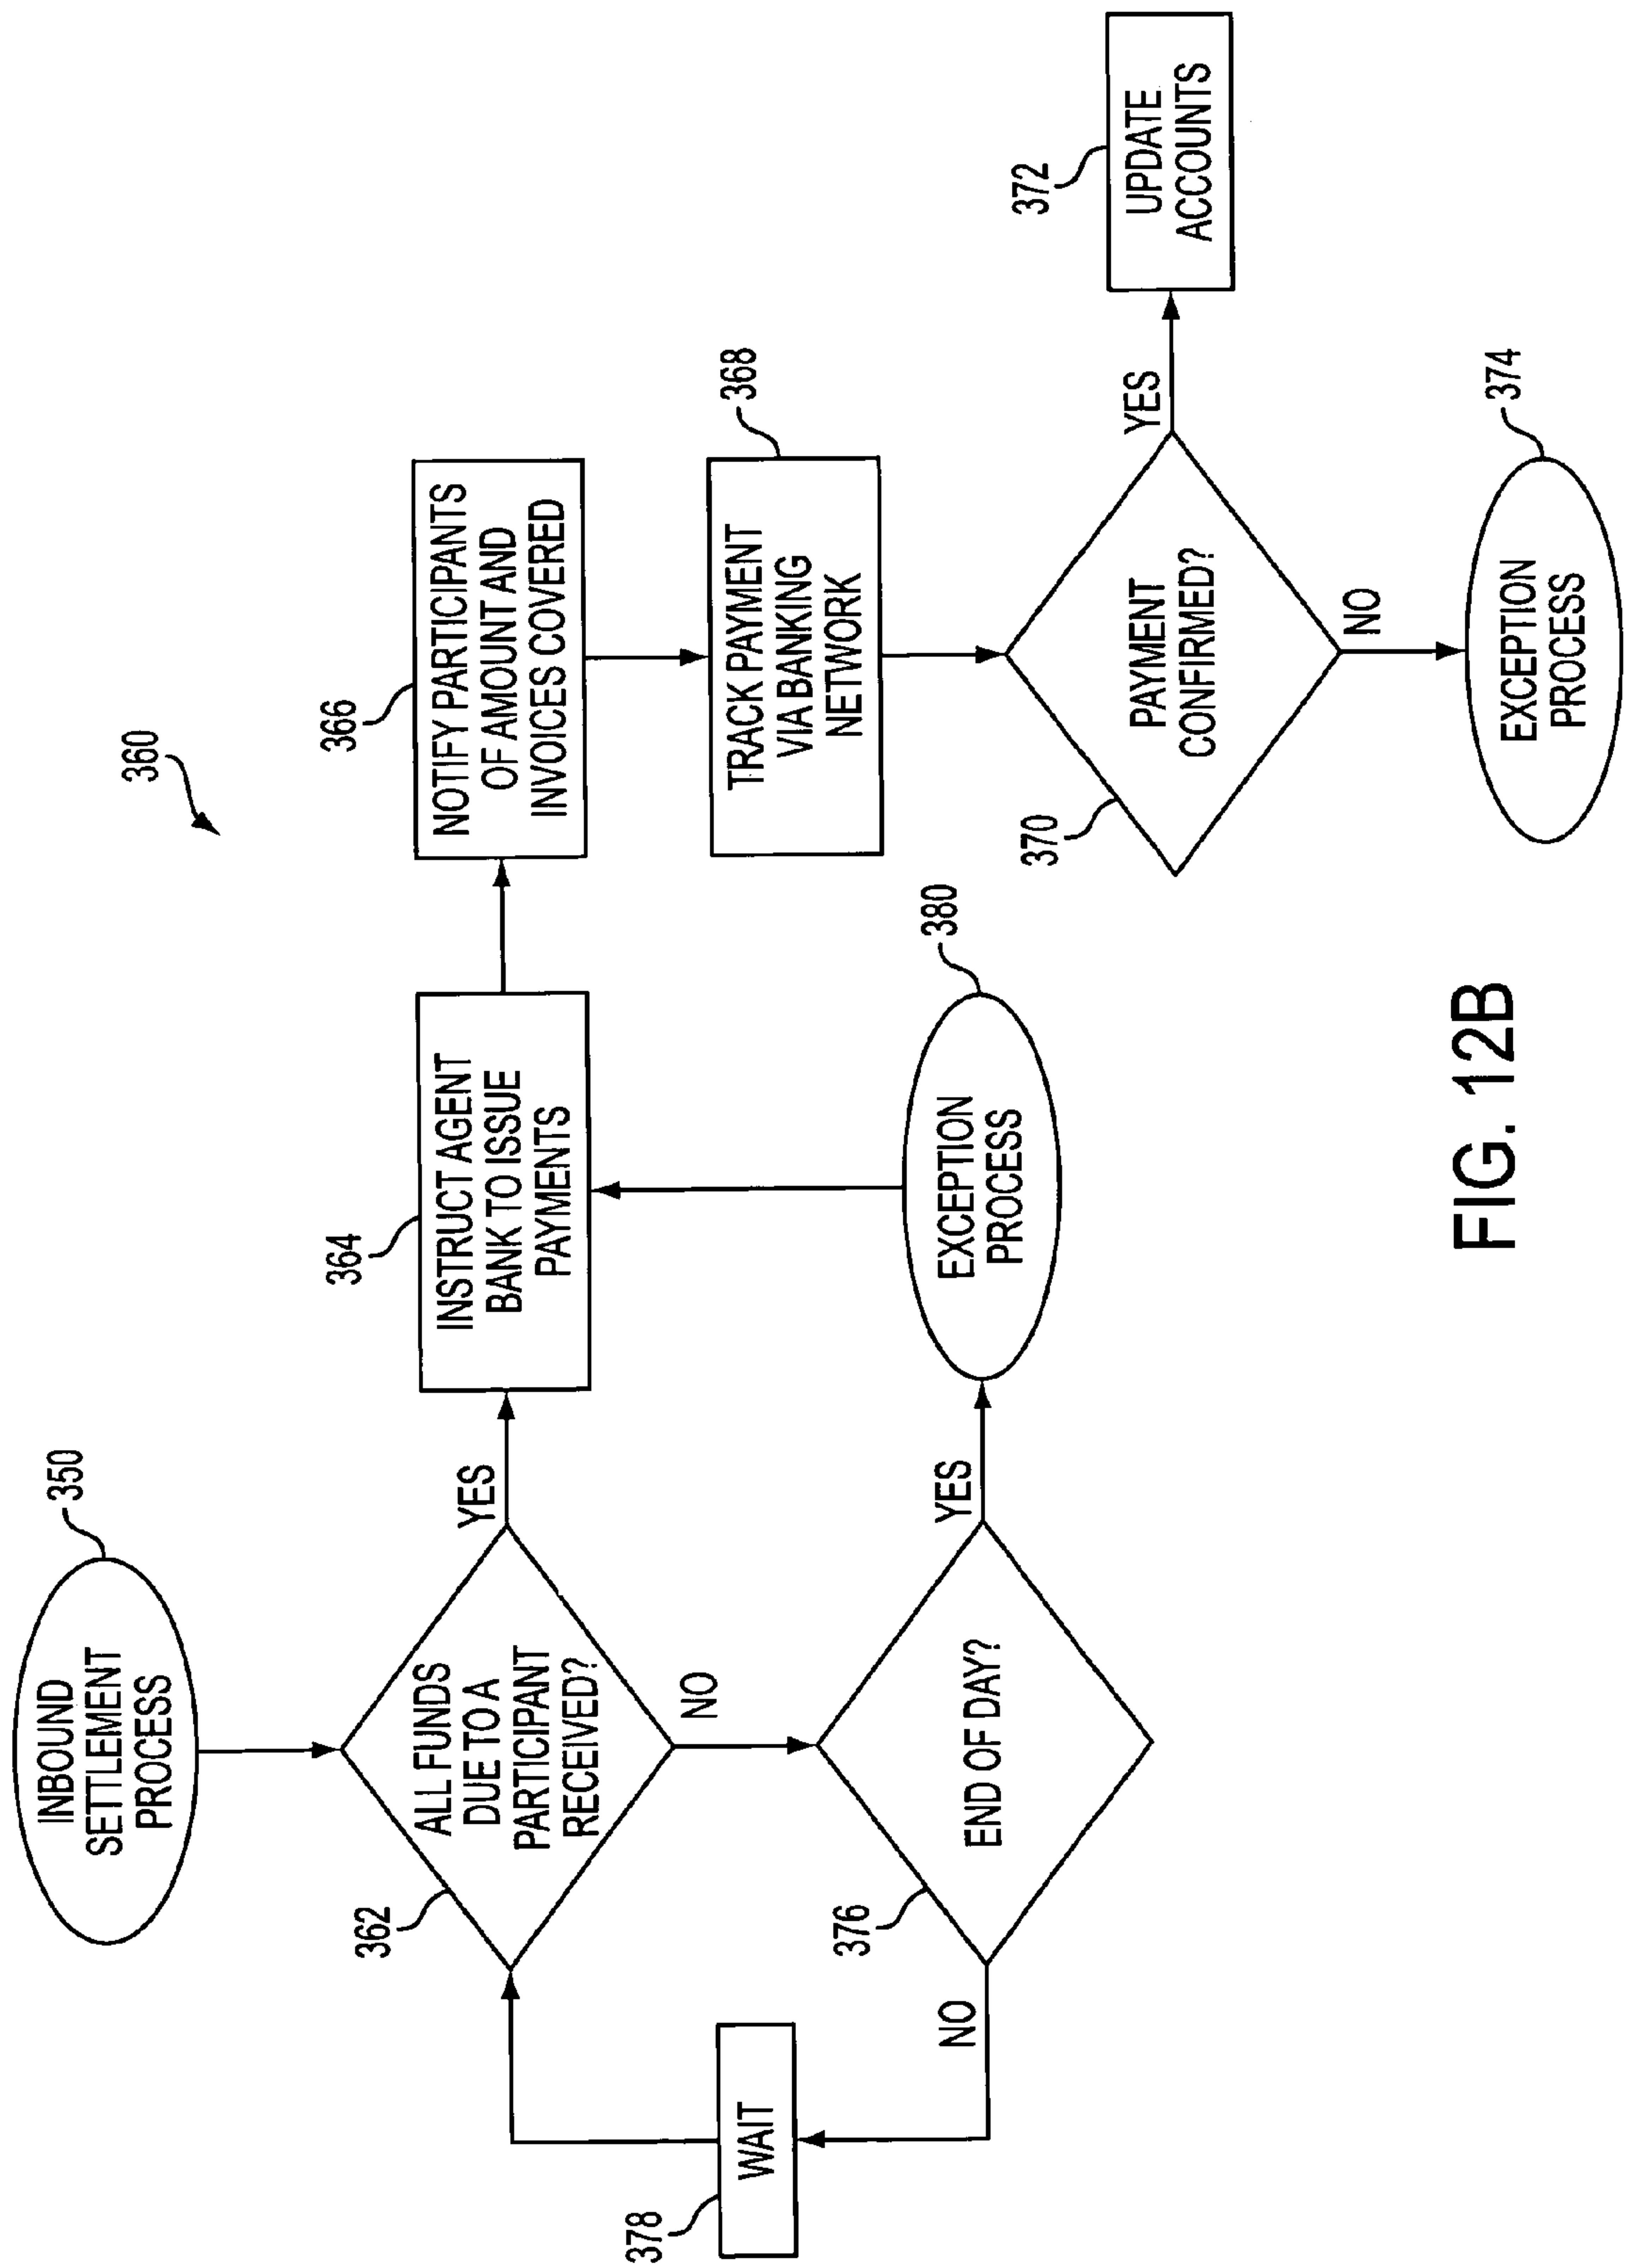 360
350
INBOUND
SETTLEMENT
PROCESS
362
ALL FUNDS
DUE TO A
PARTICIPANT
RECEIVED?
YES
NO
364
INSTRUCT AGENT
BANK TO ISSUE
PAYMENTS
366
NOTIFY PARTICIPANTS
OF AMOUNT AND
INVOICES COVERED
378
WAIT
376
END OF DAY?
NO
YES
380
EXCEPTION
PROCESS
368
TRACK PAYMENT
VIA BANKING
NETWORK
370
PAYMENT
CONFIRMED?
YES
NO
372
UPDATE
ACCOUNTS
374
EXCEPTION
PROCESS
FIG. 12B